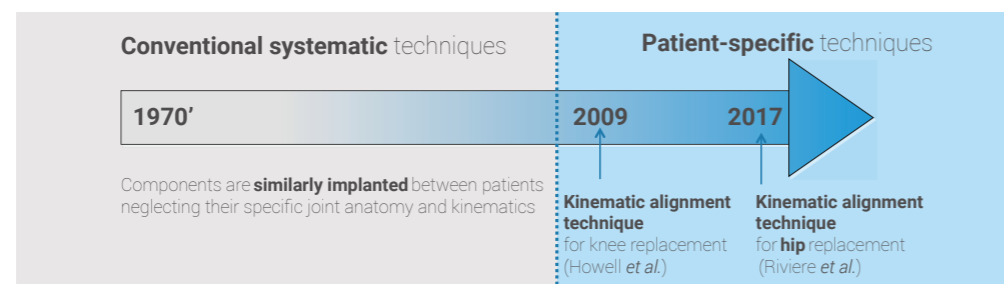 Conventional systematic techniques
Patient-specific techniques
1970’
2009
2017
Components are similarly implanted between patients
neglecting their specific joint anatomy and kinematics
Kinematic alignment
technique
for knee replacement
(Howell et al.)
Kinematic alignment
technique
for hip replacement
(Riviere et al.)